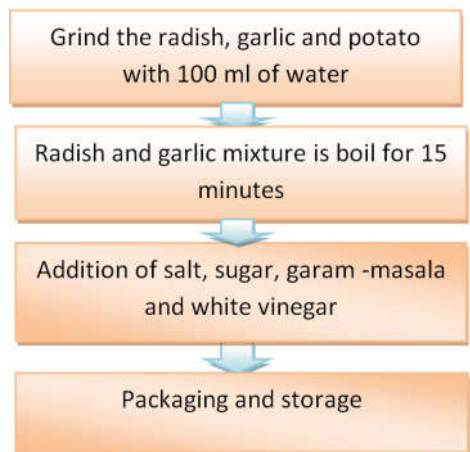 Grind the radish, garlic and potato
with 100 ml of water
Radish and garlic mixture is boil for 15
minutes
Addition of salt, sugar, garam -masala
and white vinegar
Packaging and storage